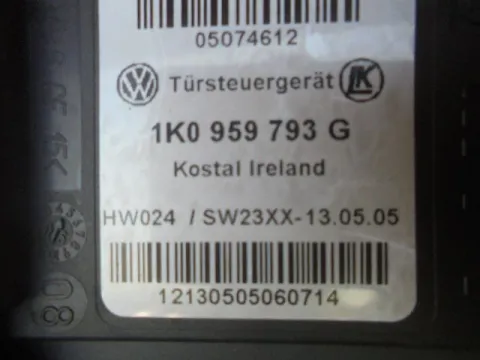 05074612
Türsteuergerät
1K0 959 793 G
Kostal Ireland
HW024 / SW23XX-13.05.05
12130505060714